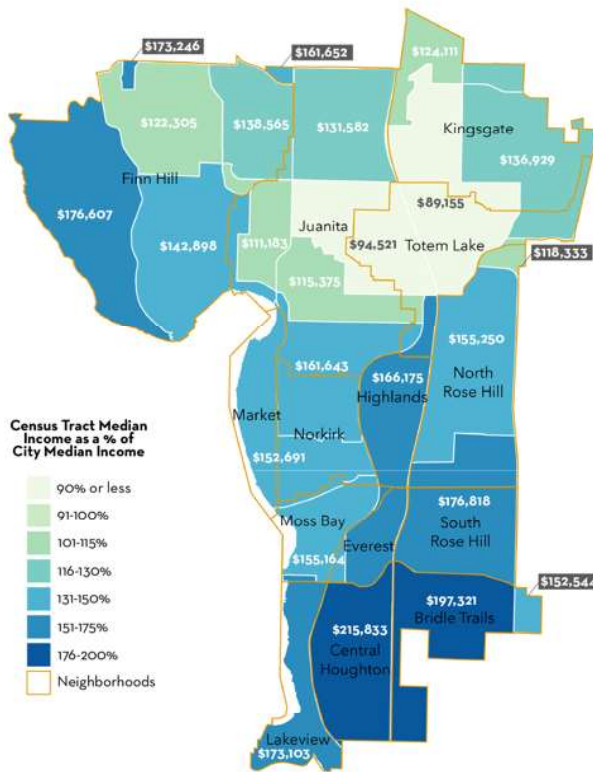 $173,246
$161,652
$124,111
$122,305
$138,565
$131,582
Kingsgate
$136,929
Finn Hill
$176,607
$142,898
$89,155
Juanita
$111,183
$94,521
Totem Lake
$118,333
$115,375
$155,250
$161,643
$166,175
North
Rose Hill
Highlands
Market
Norkirk
$152,691
Census Tract Median
Income as a % of
City Median Income
90% or less
91-100%
101-115%
116-130%
131-150%
151-175%
176-200%
Neighborhoods
$176,818
South
Rose Hill
Moss Bay
Everest
$155,164
$152,544
$197,321
Bridle Trails
$215,833
Central
Houghton
Lakeview
$173,103